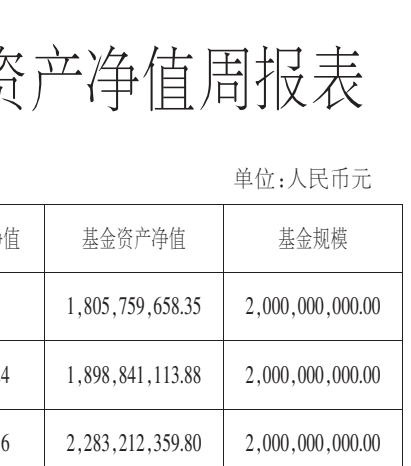 资产净值周报表
单位:人民币元
净值 基金资产净值 基金规模
1,805,759,658.35 2,000,000,000.00
4 1,898,841,113.88 2,000,000,000.00
6 2,283,212,359.80 2,000,000,000.00